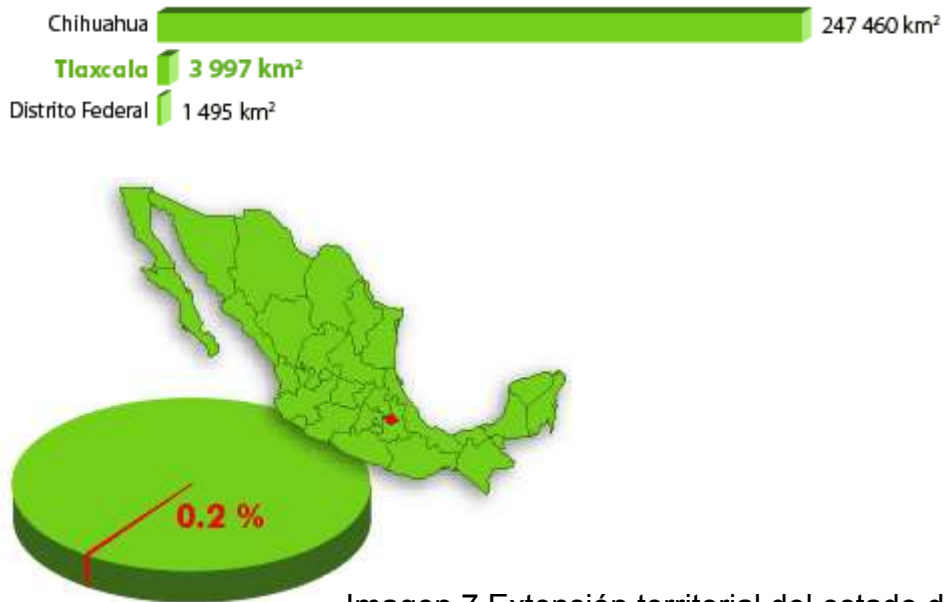 Chihuahua 247 460 km²
Tlaxcala 3 997 km²
Distrito Federal 1 495 km²
0.2 %
Imagen 7 Extensión territorial del estado d